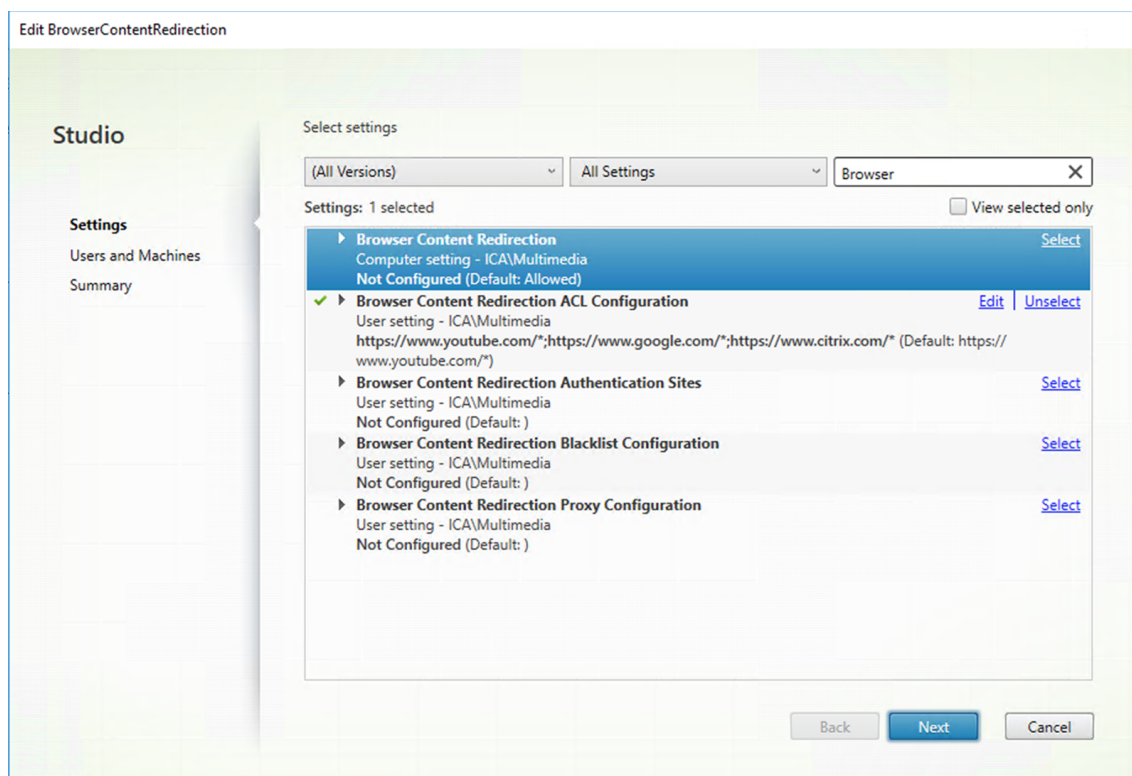 Edit BrowserContentRedirection
Studio
Settings
Users and Machines
Summary
Select settings
(All Versions) All Settings Browser
Settings: 1 selected View selected only
Browser Content Redirection Select
Computer setting - ICA\Multimedia
Not Configured (Default: Allowed)
Browser Content Redirection ACL Configuration Edit | Unselect
User setting - ICA\Multimedia
https://www.youtube.com/*;https://www.google.com/*;https://www.citrix.com/* (Default: https://
www.youtube.com/*)
Browser Content Redirection Authentication Sites Select
User setting - ICA\Multimedia
Not Configured (Default: )
Browser Content Redirection Blacklist Configuration Select
User setting - ICA\Multimedia
Not Configured (Default: )
Browser Content Redirection Proxy Configuration Select
User setting - ICA\Multimedia
Not Configured (Default: )
Back Next Cancel